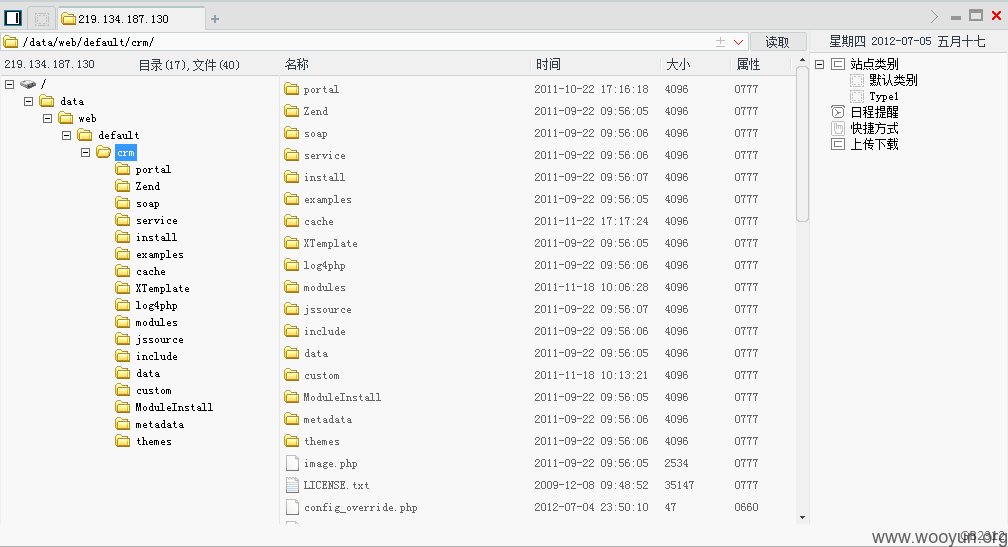 219.134.187.130
/data/web/default/crm/ 读取 星期四 2012-07-05 五月十七
219.134.187.130 目录(17),文件(40) 名称 时间 大小 属性
/
data
web
default
crm
portal
Zend
soap
service
install
examples
cache
XTemplate
log4php
modules
jssource
include
data
custom
ModuleInstall
metadata
themes
portal 2011-10-22 17:16:18 4096 0777
Zend 2011-09-22 09:56:05 4096 0777
soap 2011-09-22 09:56:06 4096 0777
service 2011-09-22 09:56:06 4096 0777
install 2011-09-22 09:56:07 4096 0777
examples 2011-09-22 09:56:05 4096 0777
cache 2011-11-22 17:17:24 4096 0777
XTemplate 2011-09-22 09:56:05 4096 0777
log4php 2011-09-22 09:56:06 4096 0777
modules 2011-11-18 10:06:28 4096 0777
jssource 2011-09-22 09:56:07 4096 0777
include 2011-09-22 09:56:06 4096 0777
data 2011-09-22 09:56:05 4096 0777
custom 2011-11-18 10:13:21 4096 0777
ModuleInstall 2011-09-22 09:56:05 4096 0777
metadata 2011-09-22 09:56:06 4096 0777
themes 2011-09-22 09:56:06 4096 0777
image.php 2011-09-22 09:56:05 2534 0777
LICENSE.txt 2009-12-08 09:48:52 35147 0777
config_override.php 2012-07-04 23:50:10 47 0660
站点类别
默认类别
Type1
日程提醒
快捷方式
上传下载
GB2312
www.wooyun.org